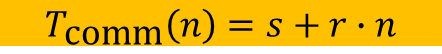 T_comm(n) = s + r · n